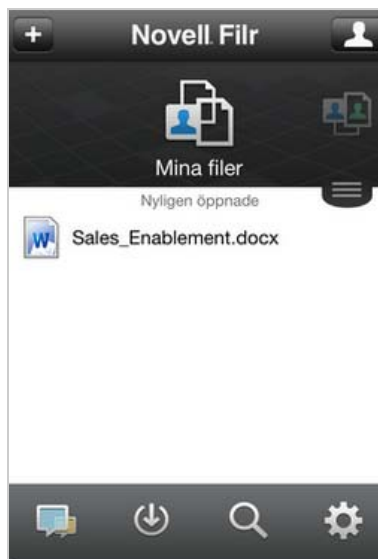 Novell Filr
Mina filer
Nyligen öppnade
Sales_Enablement.docx